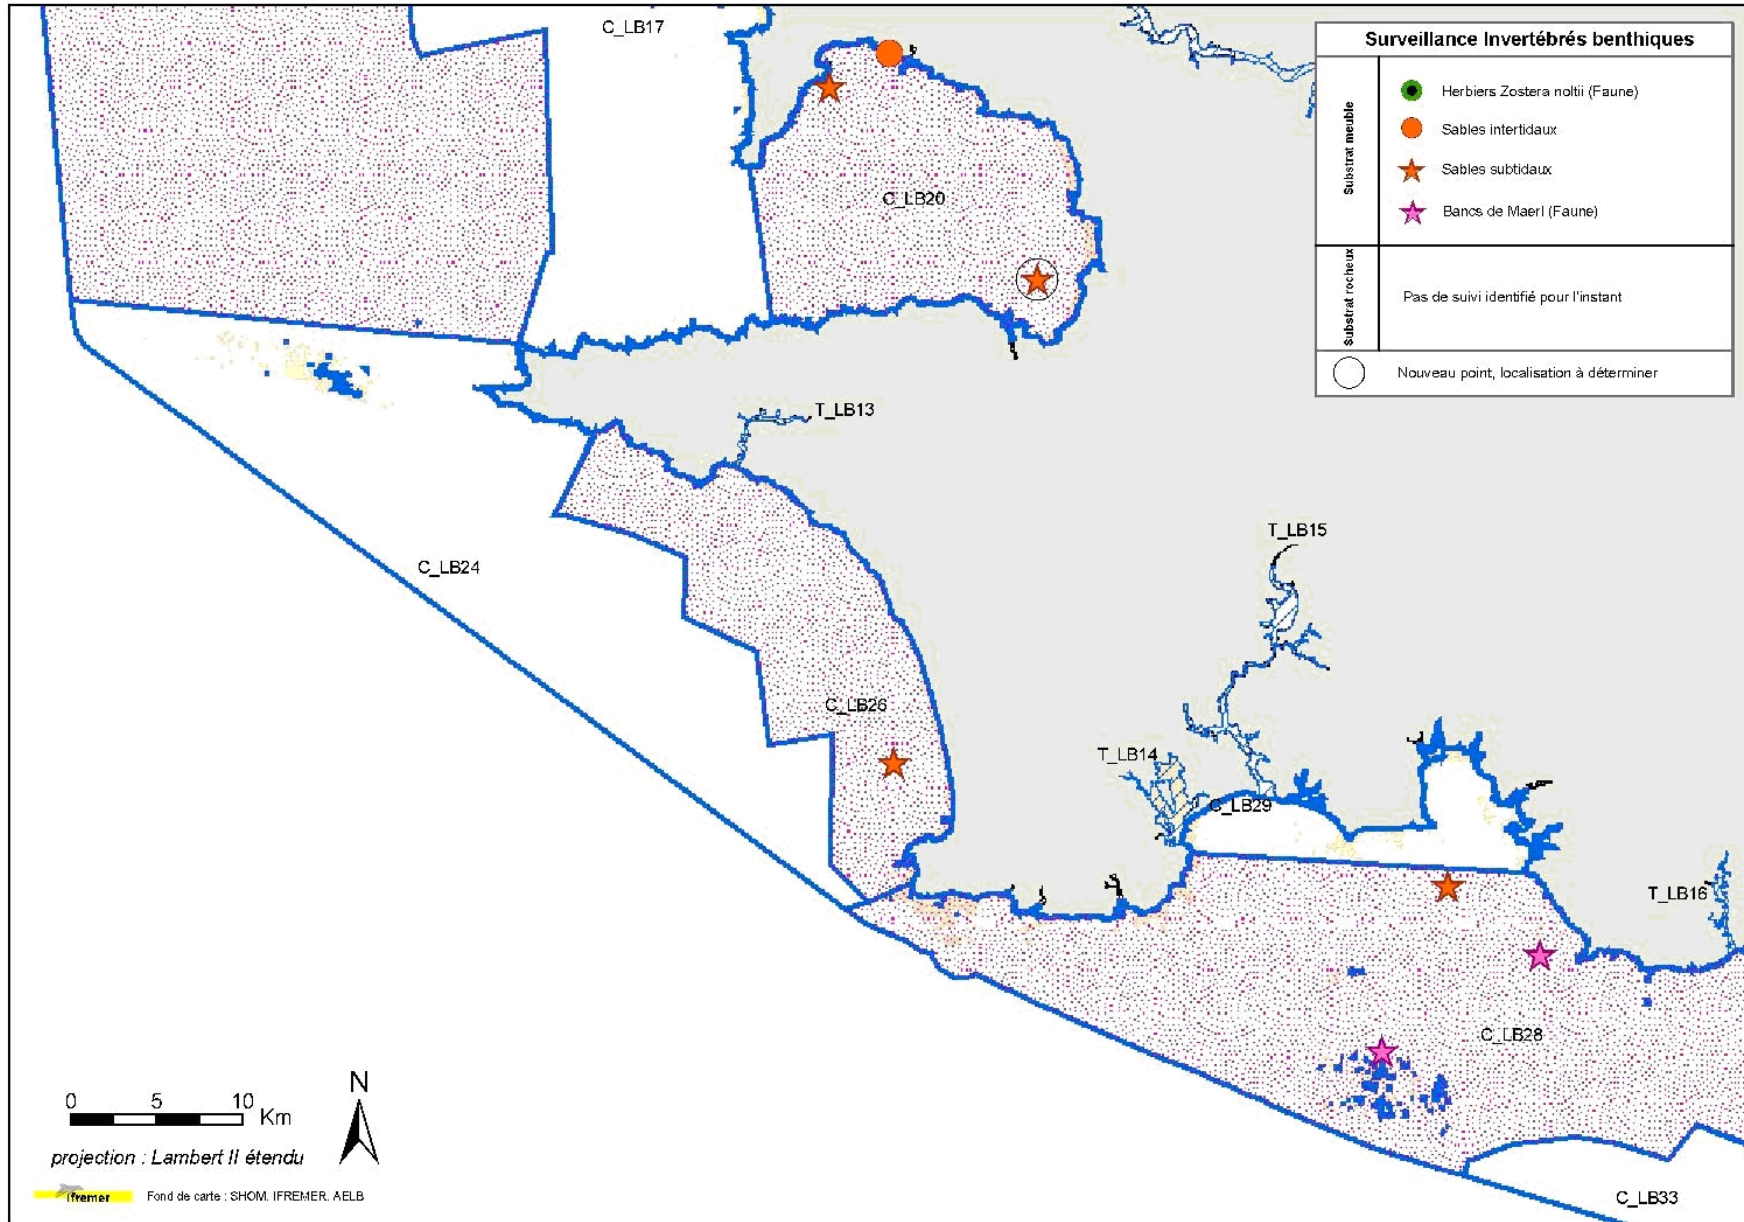 C_LB17
Surveillance Invertébrés benthiques
Substrat meuble
Herbiers Zostera noltii (Faune)
Sables intertidaux
Sables subtidaux
Bancs de Maerl (Faune)
Substrat rocheux
Pas de suivi identifié pour l'instant
Nouveau point, localisation à déterminer
C_LB20
T_LB13
C_LB24
T_LB15
C_LB26
T_LB14
C_LB29
T_LB16
C_LB28
C_LB33
0 5 10 Km
N
projection : Lambert II étendu
Ifremer
Fond de carte : SHOM. IFREMER. AELB